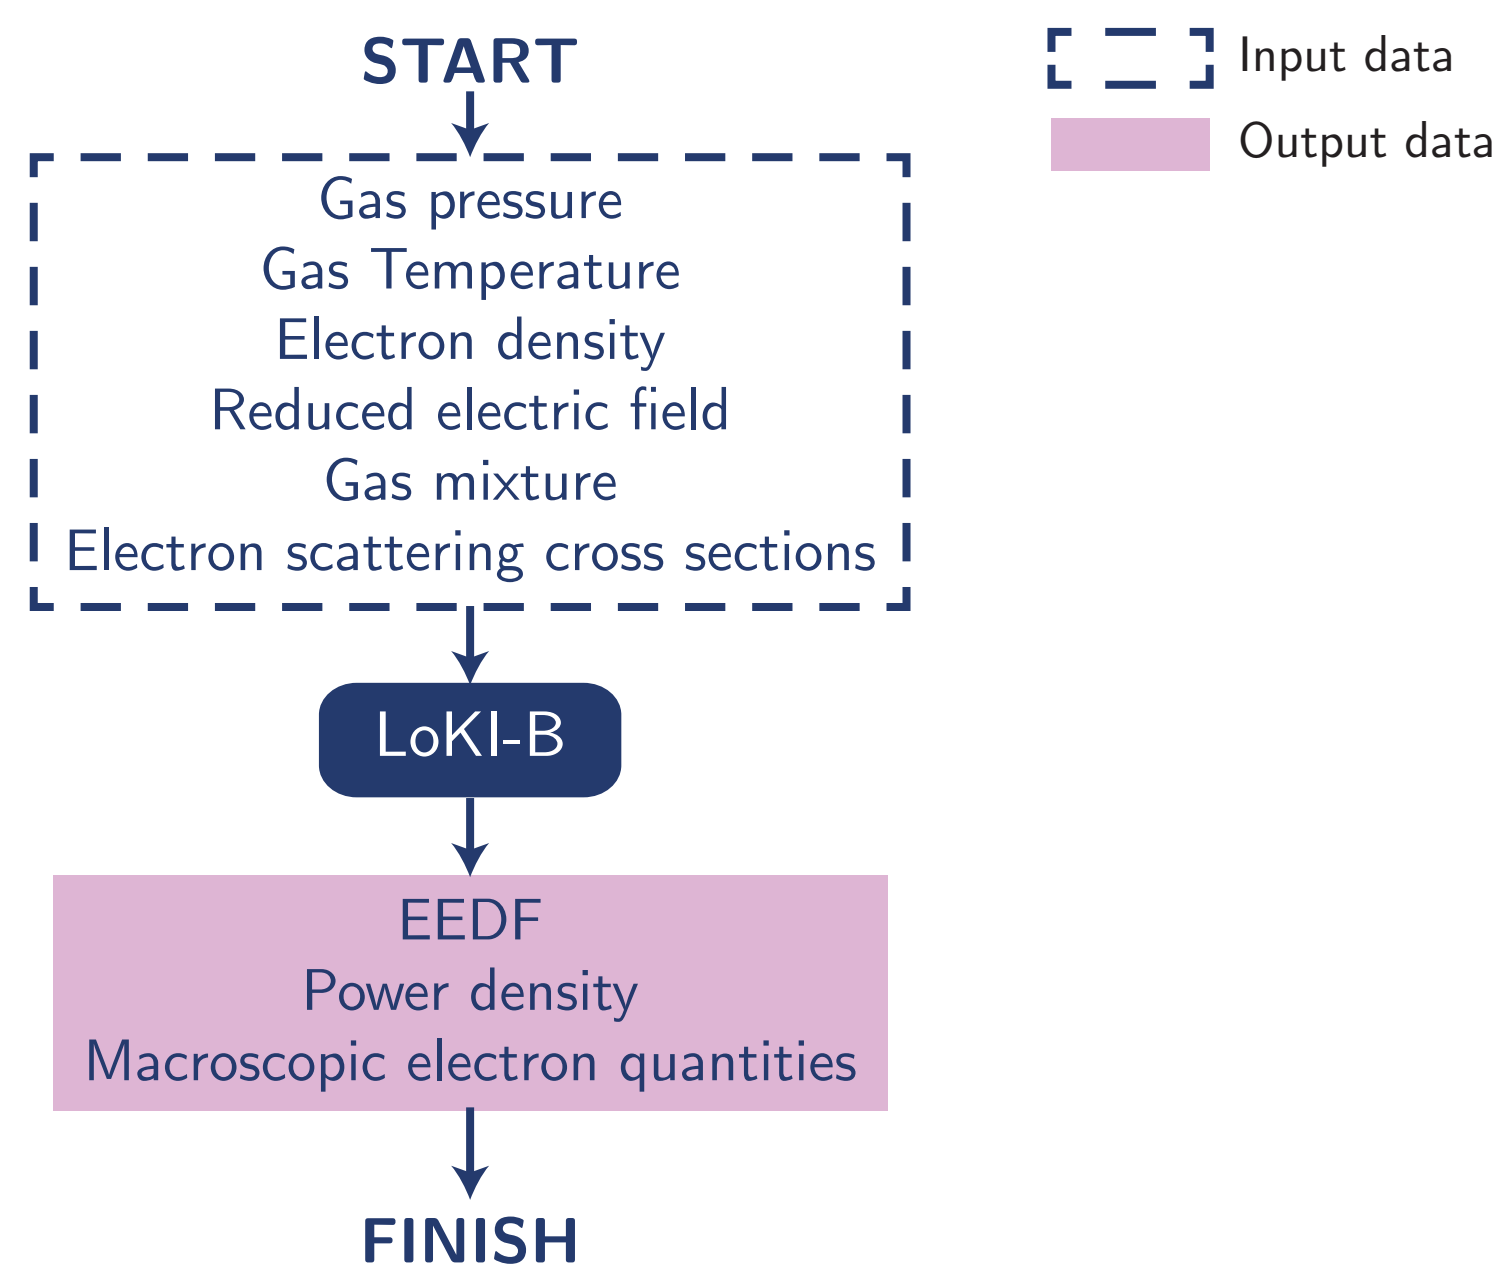 START
Gas pressure
Gas Temperature
Electron density
Reduced electric field
Gas mixture
Electron scattering cross sections
LoKI-B
EEDF
Power density
Macroscopic electron quantities
FINISH
Input data
Output data